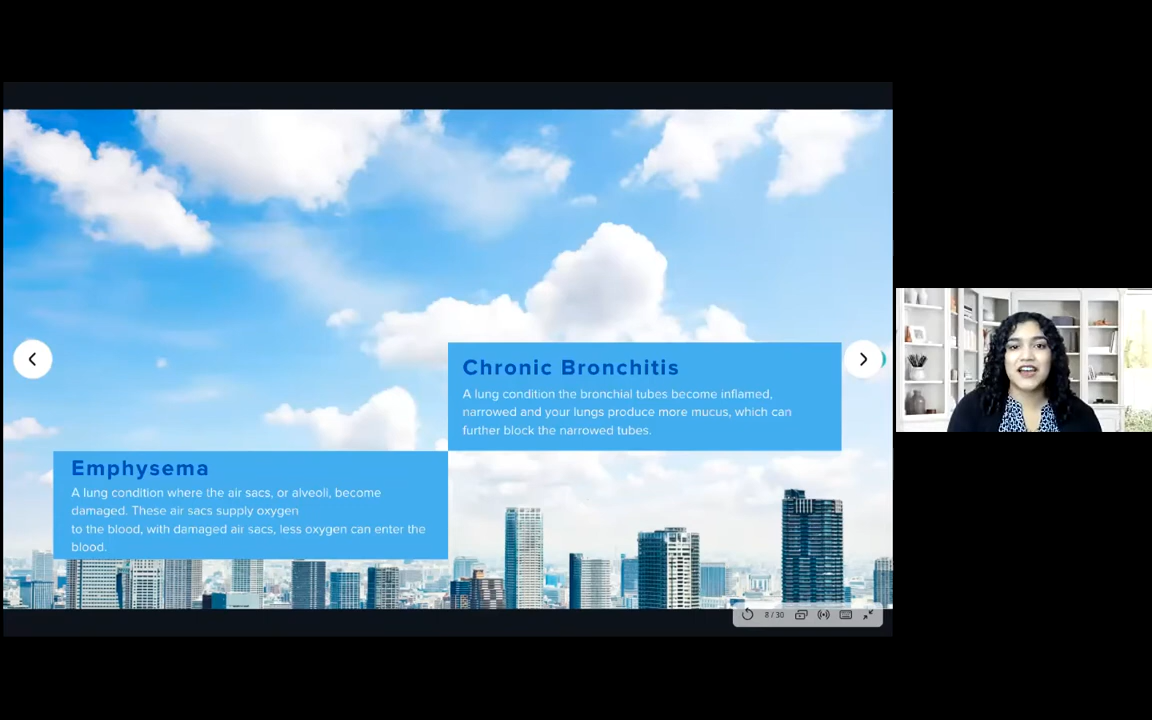 Chronic Bronchitis
A lung condition the bronchial tubes become inflamed,
narrowed and your lungs produce more mucus, which can
further block the narrowed tubes.
Emphysema
A lung condition where the air sacs, or alveoli, become
damaged. These air sacs supply oxygen
to the blood, with damaged air sacs, less oxygen can enter the
blood.
8 / 30